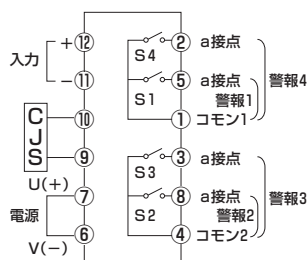 入力
+ ⑫
− ⑪
CJS
⑩
⑨
U(+)
⑦
電源
⑥
V(−)
S4
② a接点
S1
⑤ a接点
警報4
警報1
① コモン1
S3
③ a接点
S2
⑧ a接点
警報3
警報2
④ コモン2